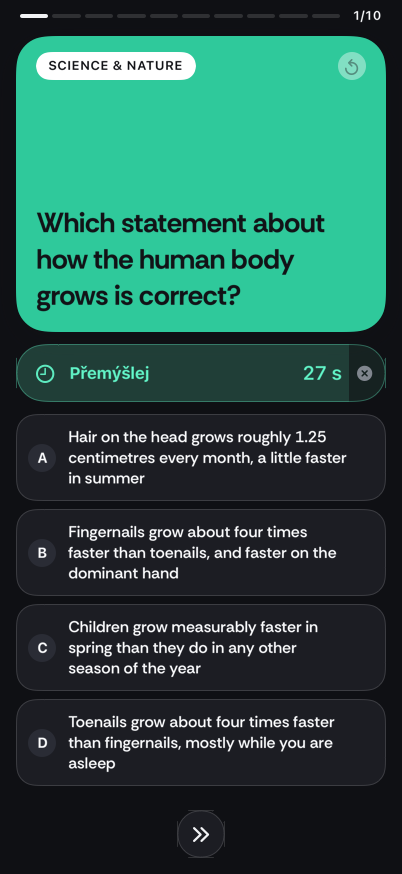 1/10
SCIENCE & NATURE
Which statement about
how the human body
grows is correct?
Přemýšlej
27 s
A
Hair on the head grows roughly 1.25
centimetres every month, a little faster
in summer
B
Fingernails grow about four times
faster than toenails, and faster on the
dominant hand
C
Children grow measurably faster in
spring than they do in any other
season of the year
D
Toenails grow about four times faster
than fingernails, mostly while you are
asleep